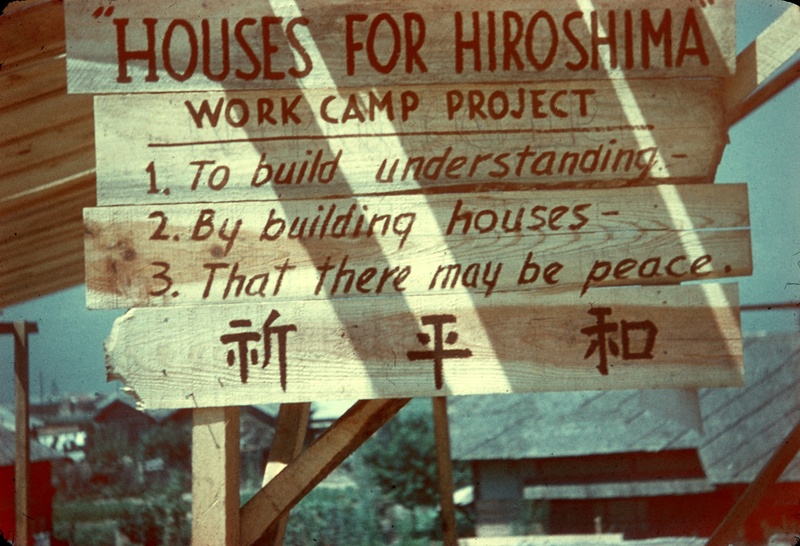 "HOUSES FOR HIROSHIMA"
WORK CAMP PROJECT
1. To build understanding-
2. By building houses-
3. That there may be peace.
祈 平 和